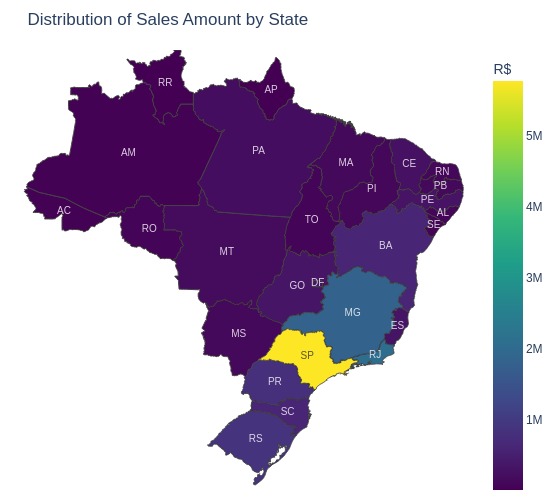 Distribution of Sales Amount by State
R$
RR
AP
5M
AM
PA
MA
CE
RN
PB
PI
PE
AL
AC
RO
TO
SE
4M
MT
BA
GO
DF
3M
MG
ES
MS
SP
RJ
2M
PR
SC
1M
RS